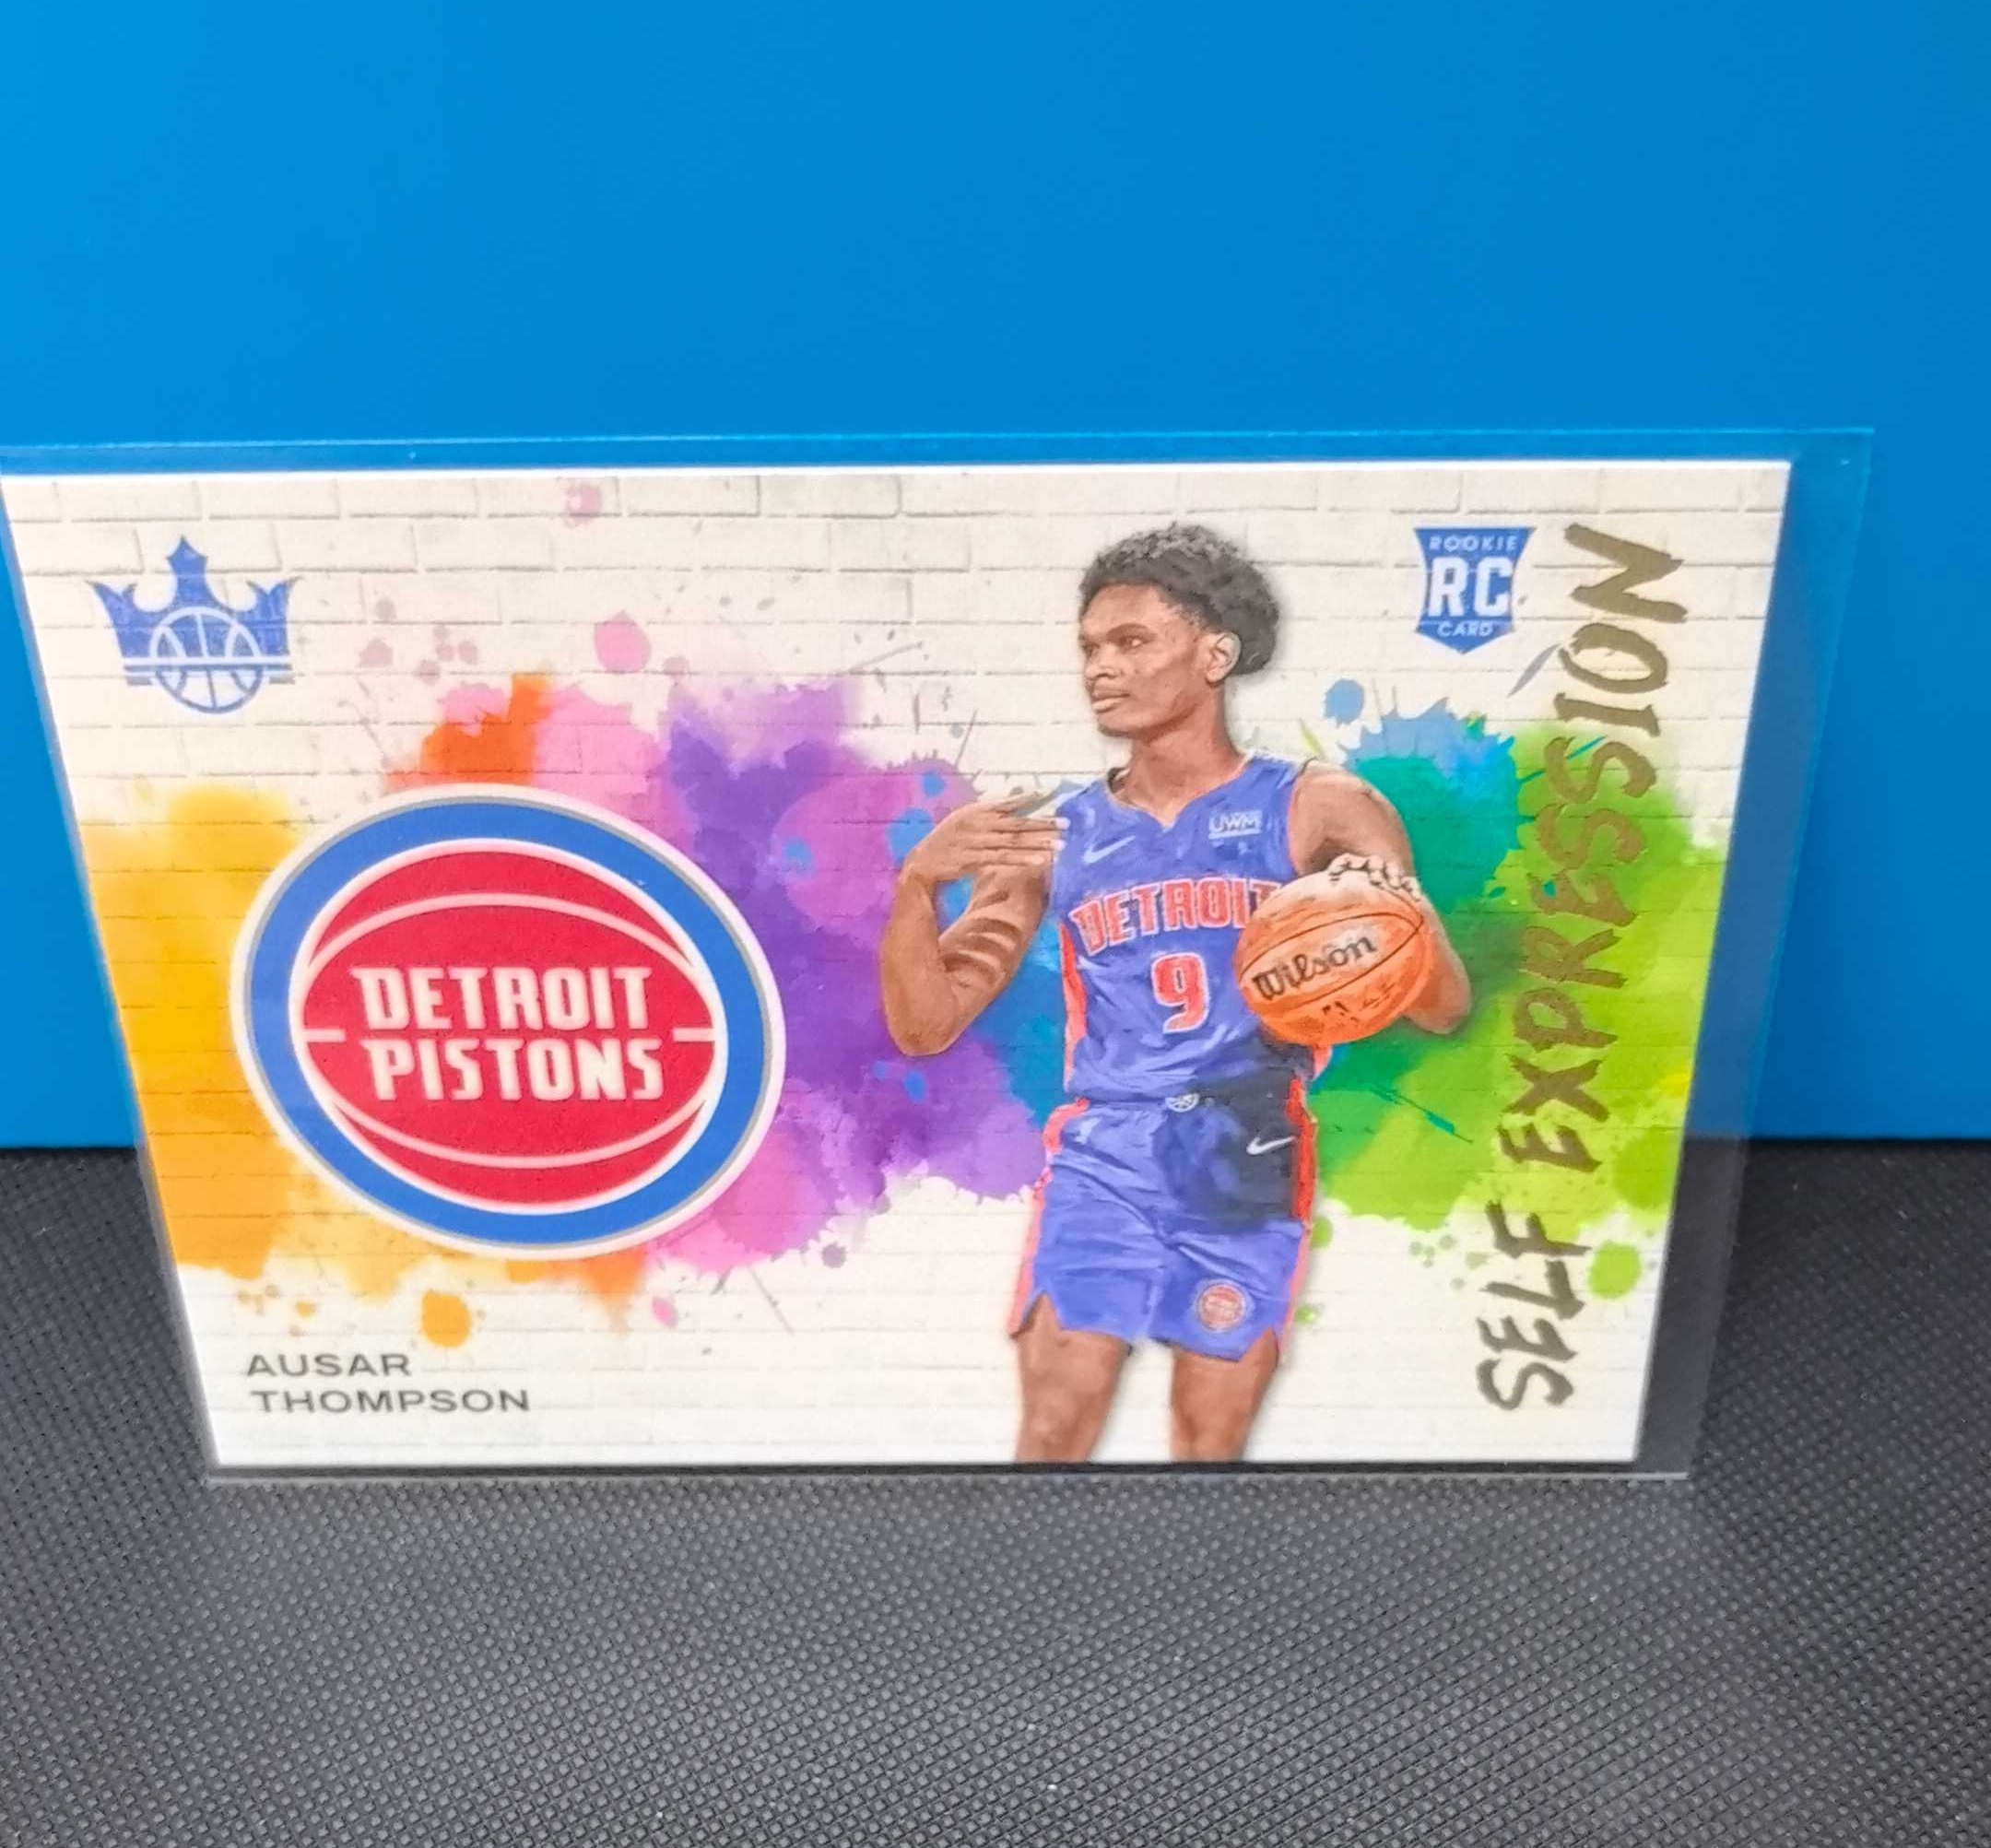 ROOKIE
RC
CARD
SELF EXPRESSION
UWM
DETROIT
9
Wilson
DETROIT
PISTONS
AUSAR
THOMPSON